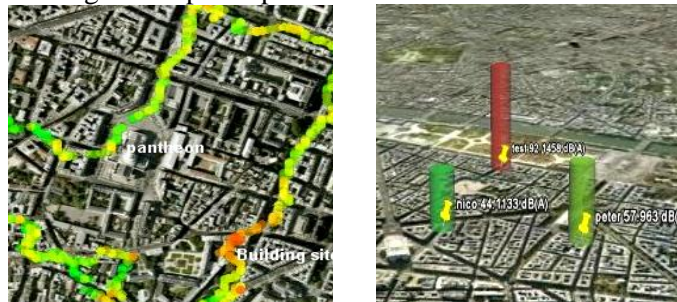 pantheon
Building site
test 92.1458 dB(A)
nico 44.1133 dB(A)
peter 57.963 dB(